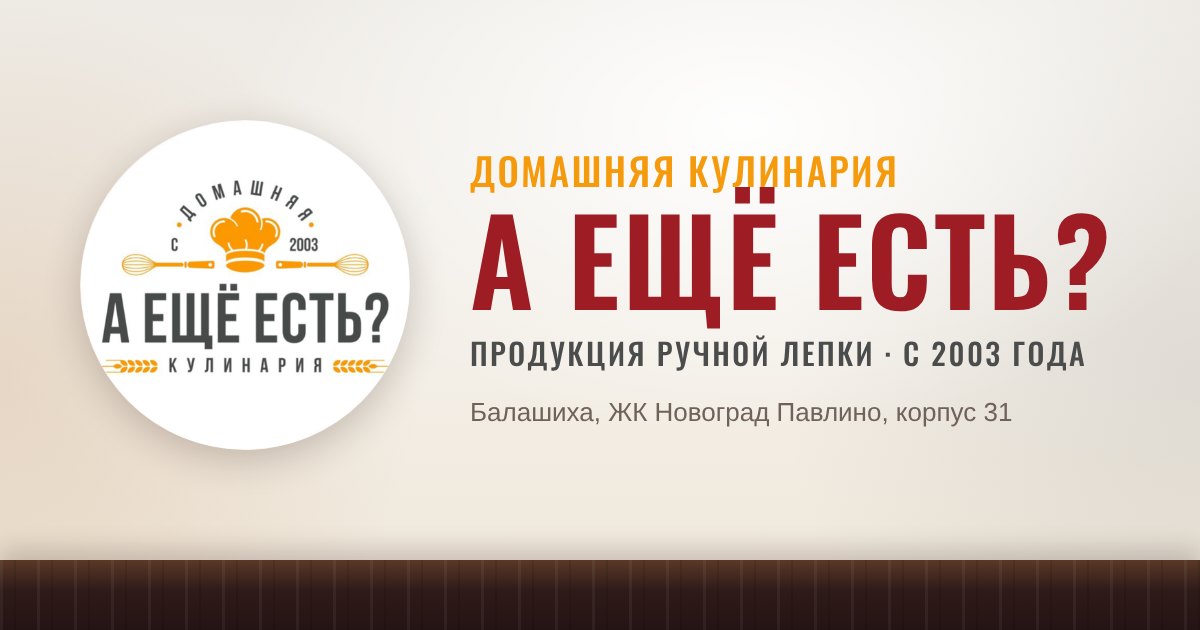 ДОМАШНЯЯ
С 2003
А ЕЩЁ ЕСТЬ?
КУЛИНАРИЯ
ДОМАШНЯЯ КУЛИНАРИЯ
А ЕЩЁ ЕСТЬ?
ПРОДУКЦИЯ РУЧНОЙ ЛЕПКИ · С 2003 ГОДА
Балашиха, ЖК Новоград Павлино, корпус 31